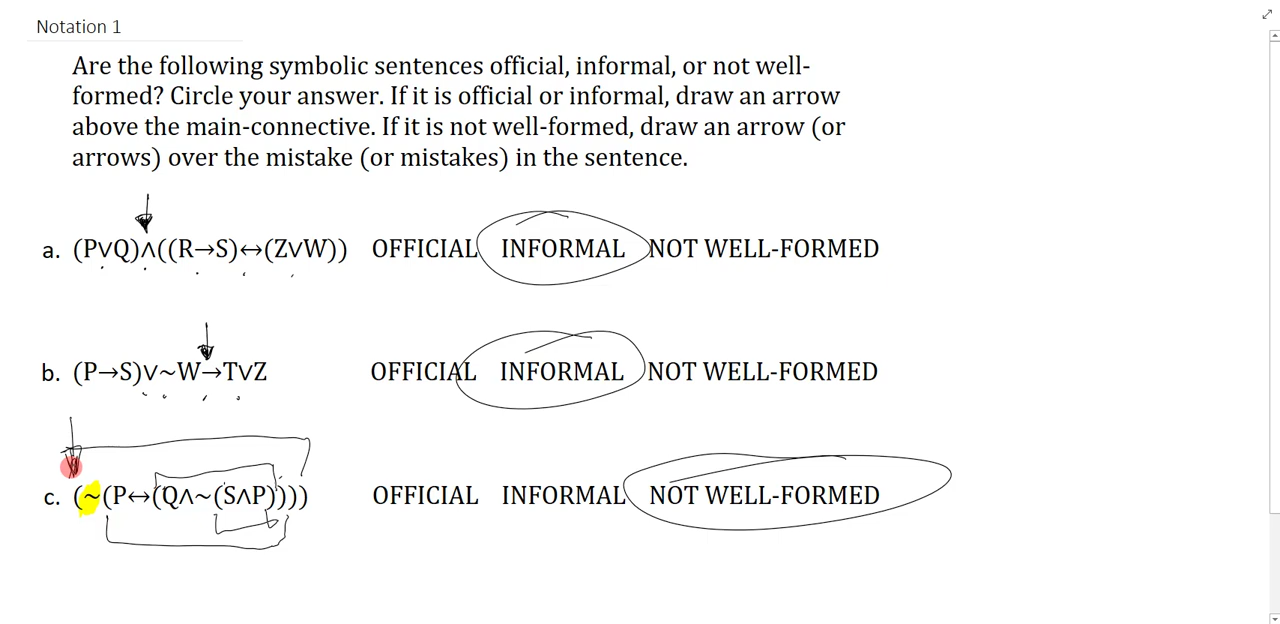 Notation 1
Are the following symbolic sentences official, informal, or not well-
formed? Circle your answer. If it is official or informal, draw an arrow
above the main-connective. If it is not well-formed, draw an arrow (or
arrows) over the mistake (or mistakes) in the sentence.
a. (P∨Q)∧((R→S)↔(Z∨W)) OFFICIAL INFORMAL NOT WELL-FORMED
b. (P→S)∨~W→T∨Z OFFICIAL INFORMAL NOT WELL-FORMED
c. (~(P↔(Q∧~(S∧P)))) OFFICIAL INFORMAL NOT WELL-FORMED